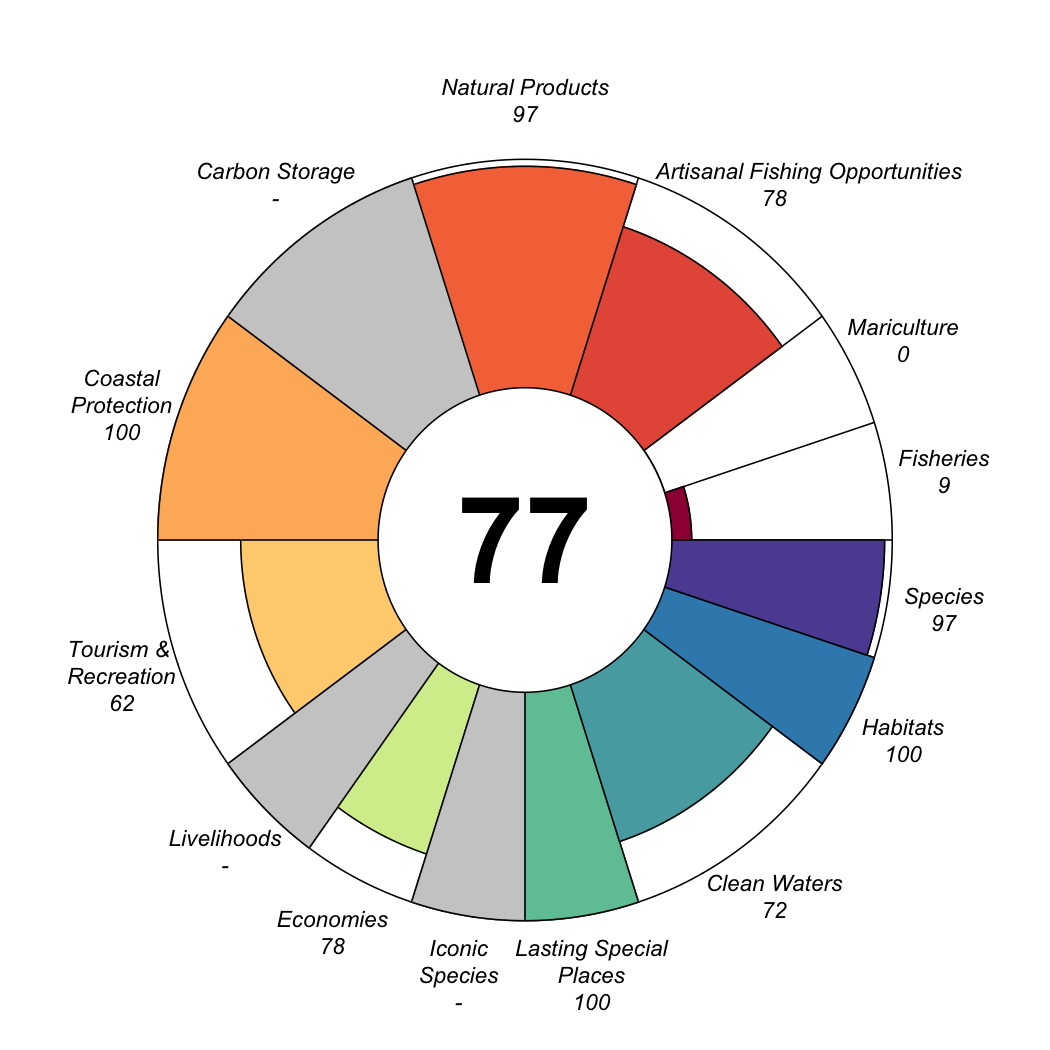 Natural Products
97
Carbon Storage
-
Artisanal Fishing Opportunities
78
Mariculture
0
Coastal
Protection
100
Fisheries
9
77
Species
97
Tourism &
Recreation
62
Habitats
100
Livelihoods
-
Clean Waters
72
Economies
78
Iconic
Species
-
Lasting Special
Places
100